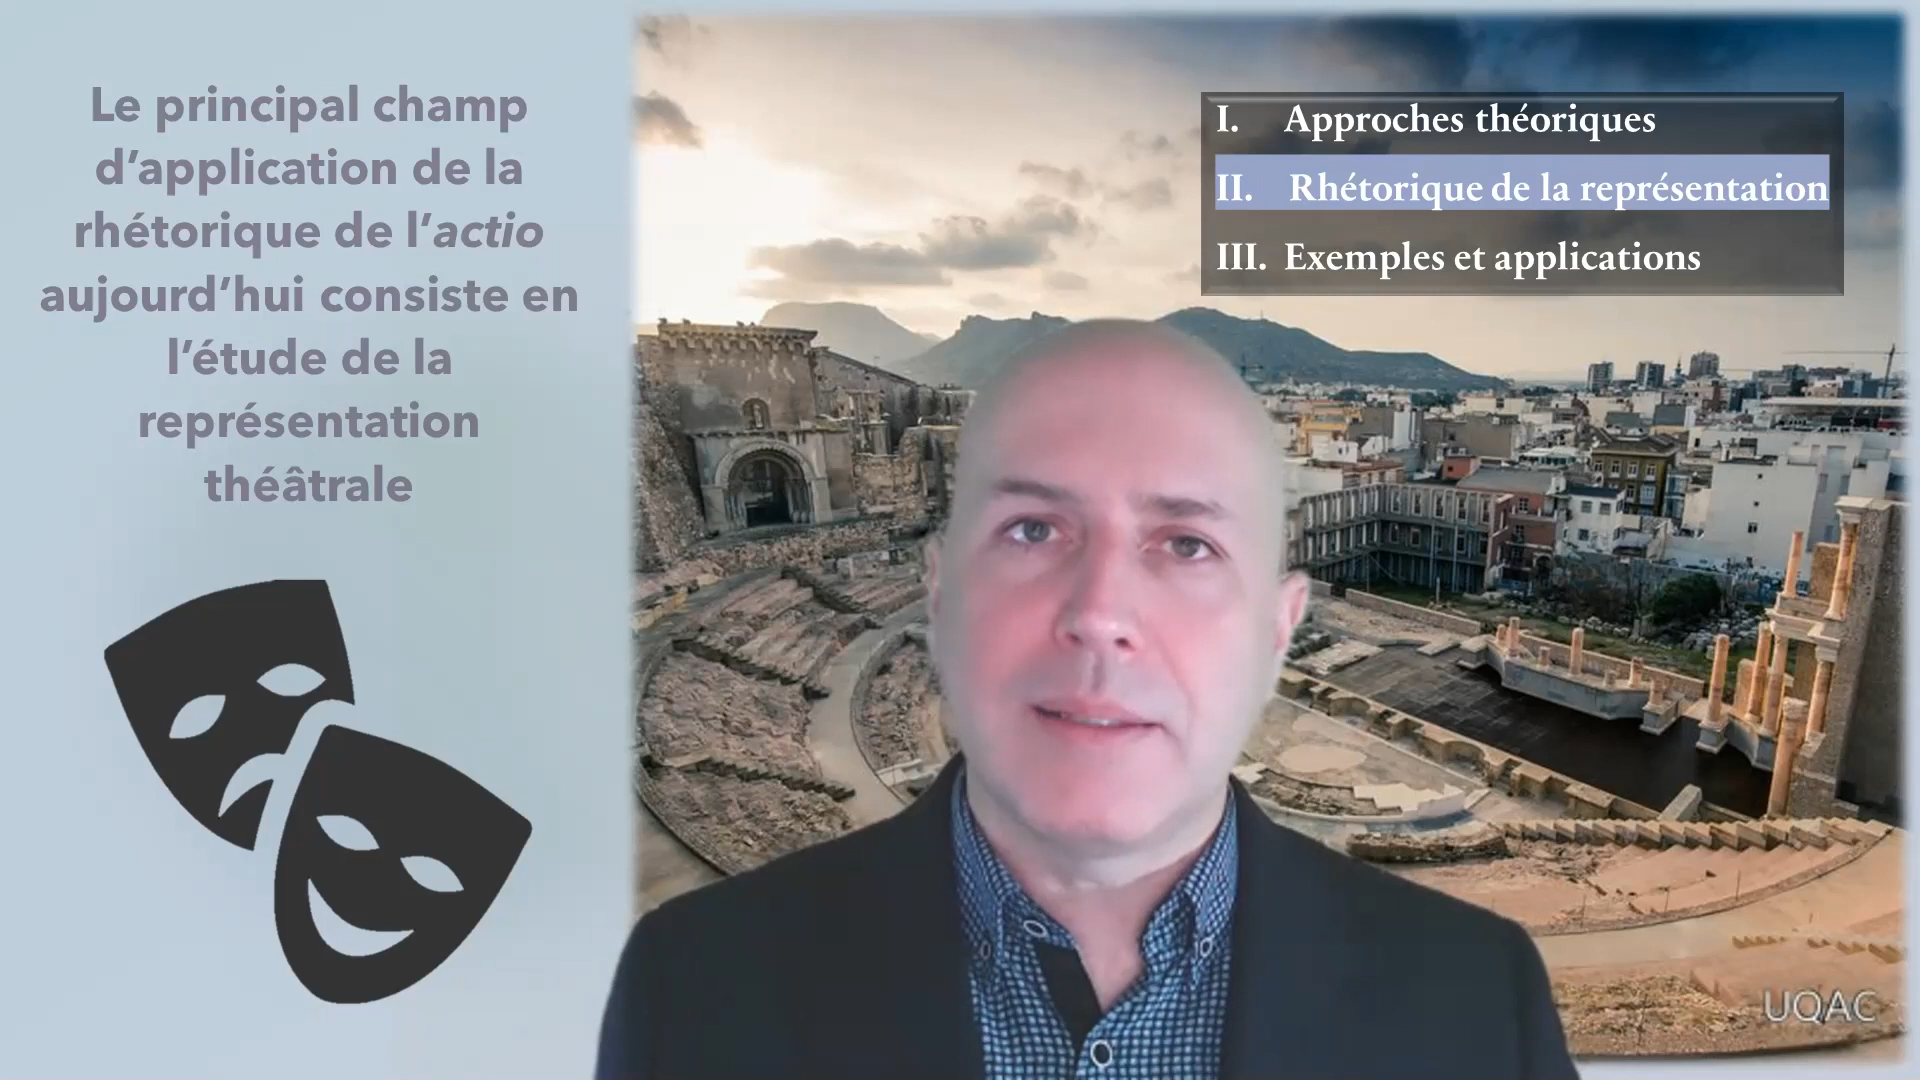 Le principal champ
d’application de la
rhétorique de l’actio
aujourd’hui consiste en
l’étude de la
représentation
théâtrale
I. Approches théoriques
II. Rhétorique de la représentation
III. Exemples et applications
UQAC